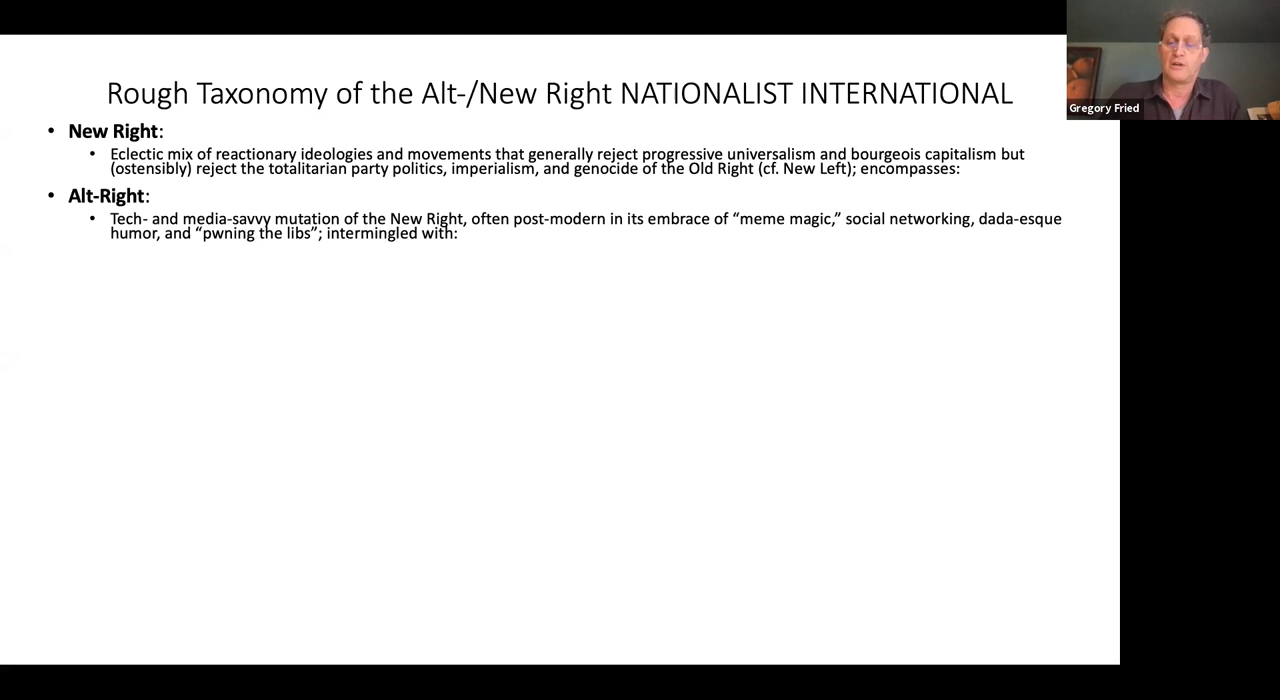 Rough Taxonomy of the Alt-/New Right NATIONALIST INTERNATIONAL
Gregory Fried
• New Right:
• Eclectic mix of reactionary ideologies and movements that generally reject progressive universalism and bourgeois capitalism but
(ostensibly) reject the totalitarian party politics, imperialism, and genocide of the Old Right (cf. New Left); encompasses:
• Alt-Right:
• Tech- and media-savvy mutation of the New Right, often post-modern in its embrace of “meme magic,” social networking, dada-esque
humor, and “pwning the libs”; intermingled with: